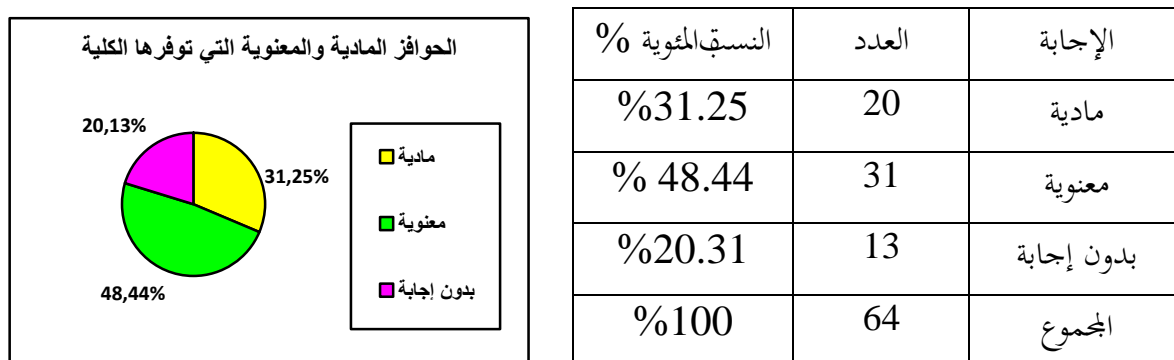 الحوافز المادية والمعنوية التي توفرها الكلية
20,13%
31,25%
48,44%
مادية
معنوية
بدون إجابة
الإجابة العدد المئوية %
مادية 20 %31.25
معنوية 31 % 48.44
بدون إجابة 13 %20.31
المجموع 64 %100